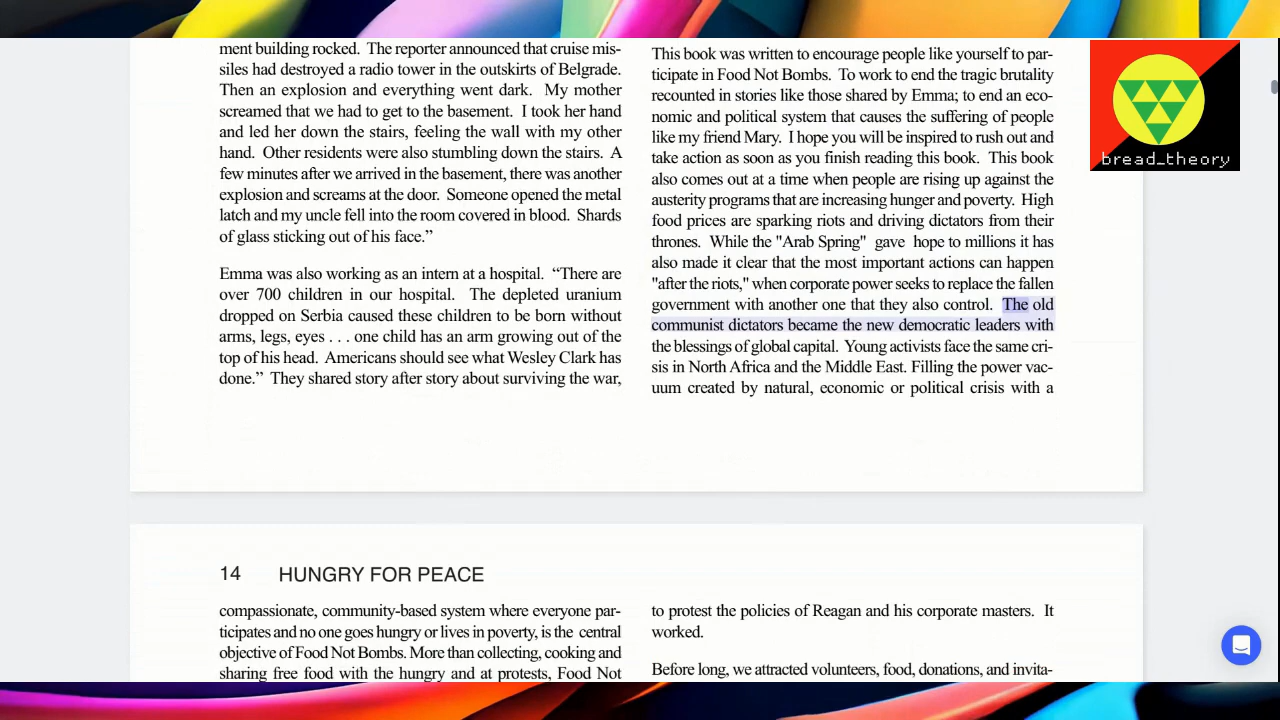 ment building rocked.  The reporter announced that cruise mis-
siles had destroyed a radio tower in the outskirts of Belgrade.
Then an explosion and everything went dark.  My mother
screamed that we had to get to the basement.  I took her hand
and led her down the stairs, feeling the wall with my other
hand.  Other residents were also stumbling down the stairs.  A
few minutes after we arrived in the basement, there was another
explosion and screams at the door.  Someone opened the metal
latch and my uncle fell into the room covered in blood.  Shards
of glass sticking out of his face.”
Emma was also working as an intern at a hospital.  “There are
over 700 children in our hospital.  The depleted uranium
dropped on Serbia caused these children to be born without
arms, legs, eyes . . . one child has an arm growing out of the
top of his head.  Americans should see what Wesley Clark has
done.”  They shared story after story about surviving the war,
This book was written to encourage people like yourself to par-
ticipate in Food Not Bombs.  To work to end the tragic brutality
recounted in stories like those shared by Emma; to end an eco-
nomic and political system that causes the suffering of people
like my friend Mary.  I hope you will be inspired to rush out and
take action as soon as you finish reading this book.  This book
also comes out at a time when people are rising up against the
austerity programs that are increasing hunger and poverty.  High
food prices are sparking riots and driving dictators from their
thrones.  While the "Arab Spring"  gave  hope to millions it has
also made it clear that the most important actions can happen
"after the riots," when corporate power seeks to replace the fallen
government with another one that they also control.  The old
communist dictators became the new democratic leaders with
the blessings of global capital.  Young activists face the same cri-
sis in North Africa and the Middle East. Filling the power vac-
uum created by natural, economic or political crisis with a
bread_theory
14 HUNGRY FOR PEACE
compassionate, community-based system where everyone par-
ticipates and no one goes hungry or lives in poverty, is the  central
objective of Food Not Bombs. More than collecting, cooking and
sharing free food with the hungry and at protests, Food Not
to protest the policies of Reagan and his corporate masters.  It
worked.
Before long, we attracted volunteers, food, donations, and invita-